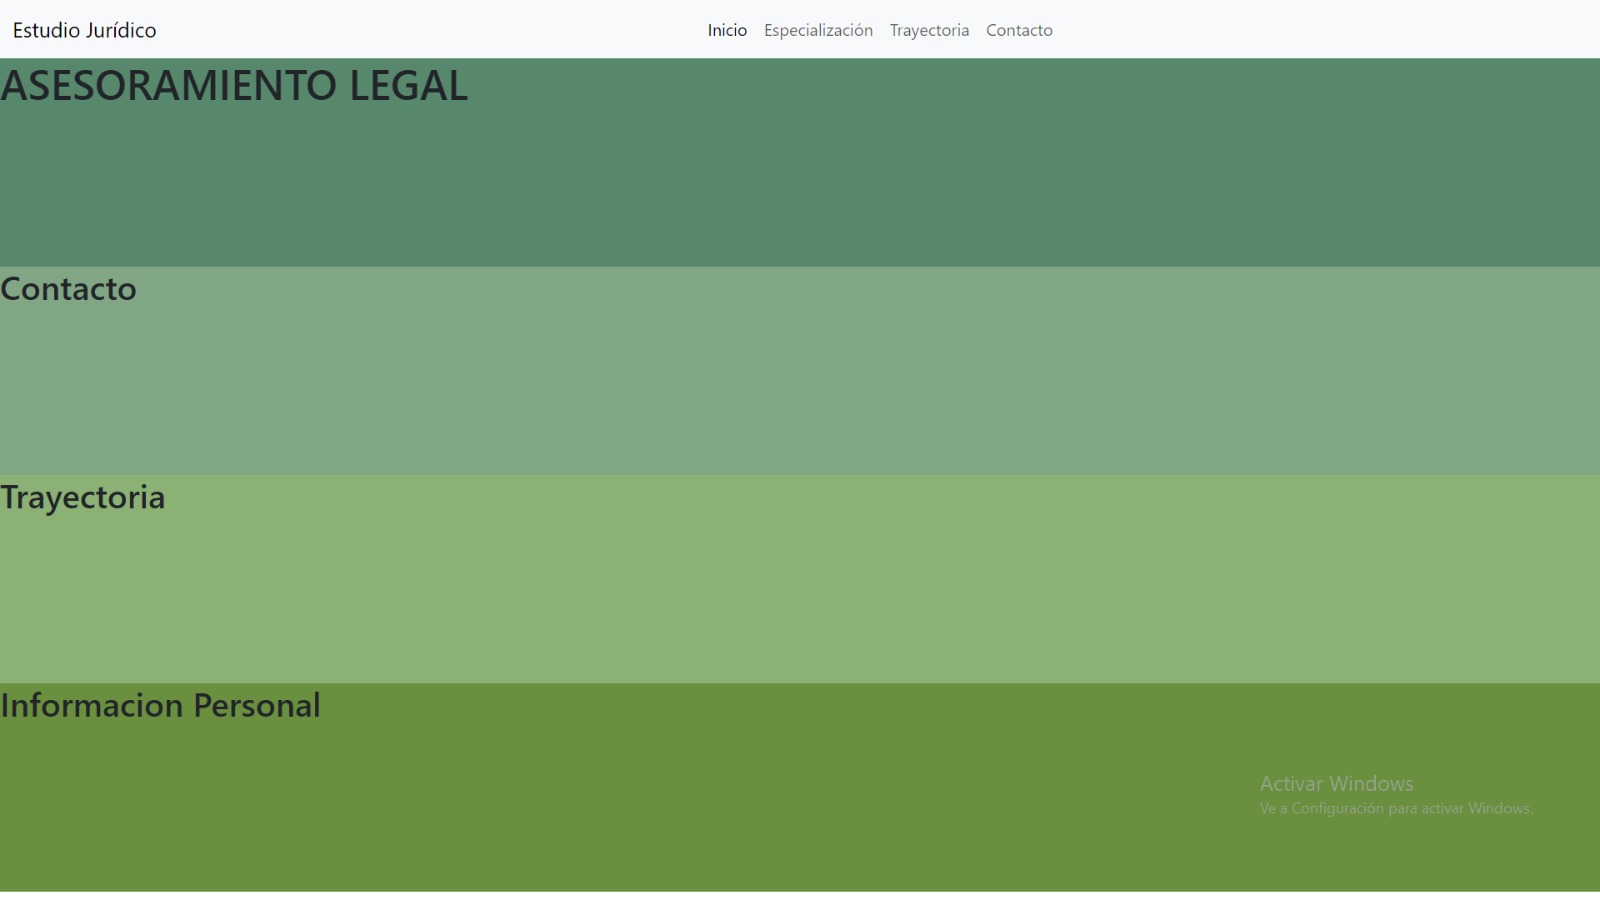 Estudio Jurídico
Inicio Especialización Trayectoria Contacto
ASESORAMIENTO LEGAL
Contacto
Trayectoria
Informacion Personal
Activar Windows
Ve a Configuración para activar Windows.